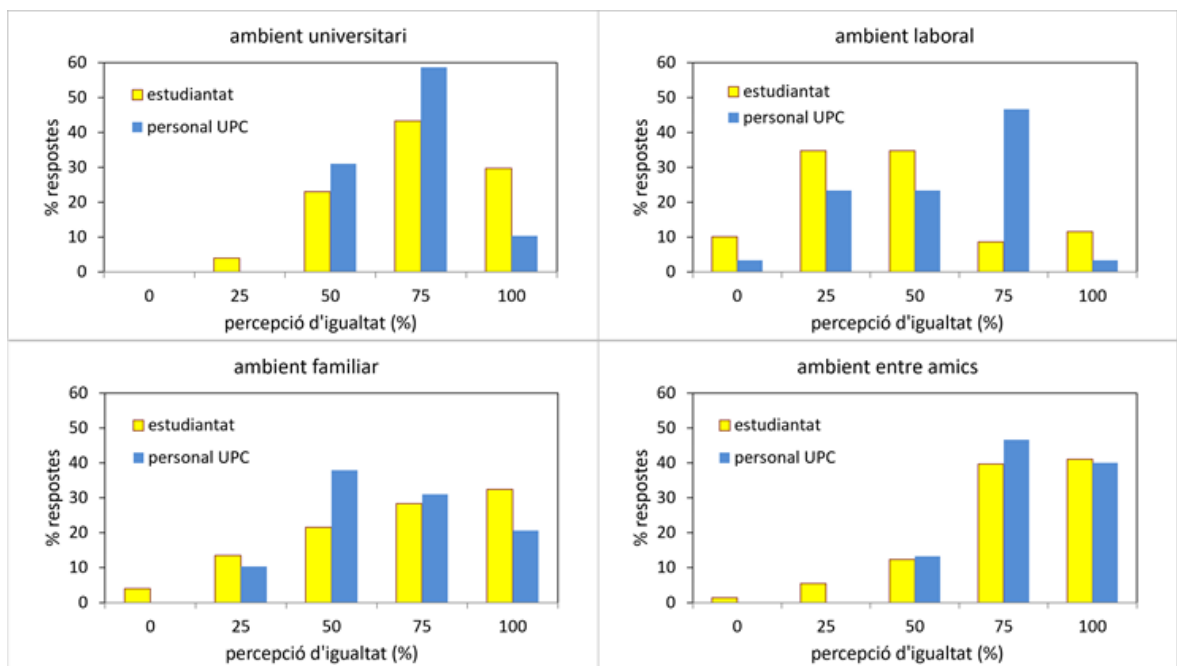 ambient universitari
60
50
40
30
20
10
0
% respostes
estudiantat
personal UPC
0 25 50 75 100
percepció d'igualtat (%)
ambient laboral
60
50
40
30
20
10
0
% respostes
estudiantat
personal UPC
0 25 50 75 100
percepció d'igualtat (%)
ambient familiar
60
50
40
30
20
10
0
% respostes
estudiantat
personal UPC
0 25 50 75 100
percepció d'igualtat (%)
ambient entre amics
60
50
40
30
20
10
0
% respostes
estudiantat
personal UPC
0 25 50 75 100
percepció d'igualtat (%)